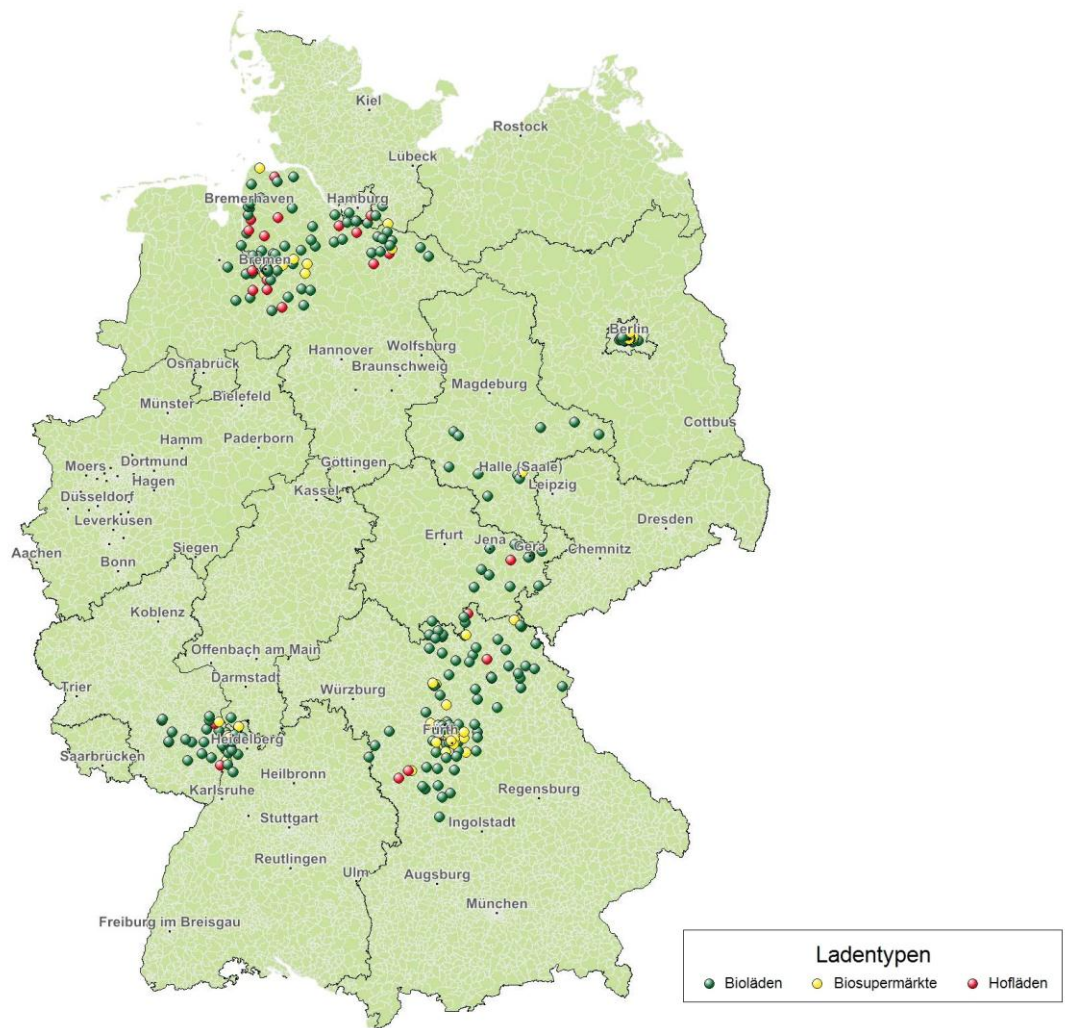 Kiel
Rostock
Lübeck
Bremerhaven
Hamburg
Bremen
Berlin
Hannover
Wolfsburg
Osnabrück
Braunschweig
Magdeburg
Bielefeld
Münster
Cottbus
Hamm
Paderborn
Moers
Dortmund
Göttingen
Halle (Saale)
Hagen
Leipzig
Düsseldorf
Kassel
Leverkusen
Dresden
Erfurt
Jena
Gera
Aachen
Siegen
Chemnitz
Bonn
Koblenz
Offenbach am Main
Darmstadt
Trier
Würzburg
Fürth
Heidelberg
Saarbrücken
Heilbronn
Karlsruhe
Regensburg
Stuttgart
Ingolstadt
Reutlingen
Ulm
Augsburg
München
Freiburg im Breisgau
Ladentypen
Bioläden Biosupermärkte Hofläden